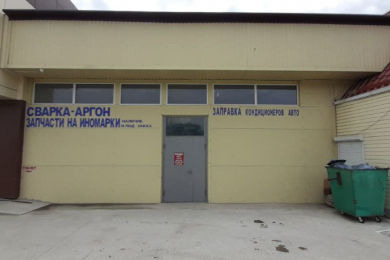 СВАРКА-АРГОН
ЗАПЧАСТИ НА ИНОМАРКИ
ЗАПРАВКА КОНДИЦИОНЕРОВ АВТО